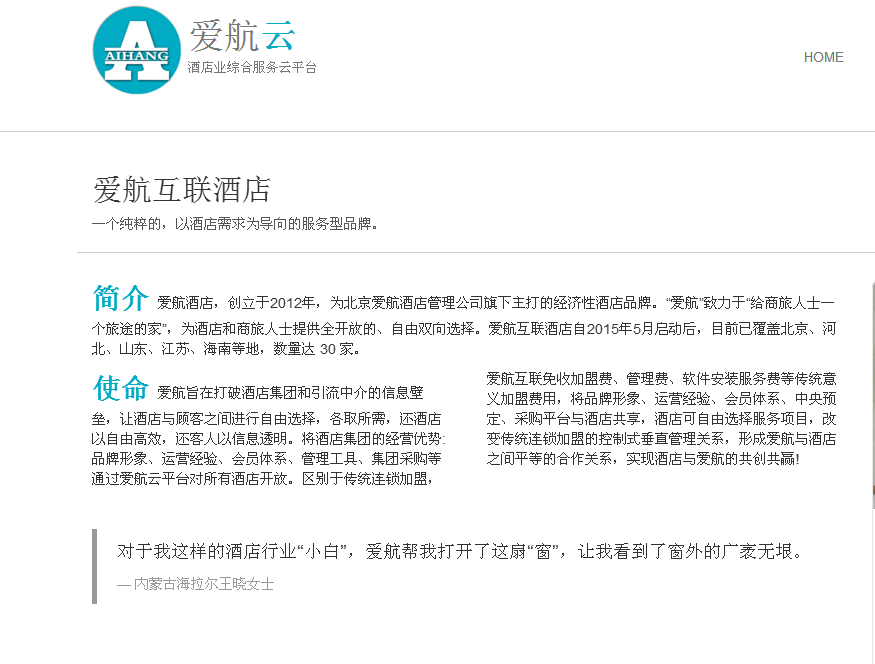 AIHANG
爱航云
酒店业综合服务云平台
HOME
爱航互联酒店
一个纯粹的，以酒店需求为导向的服务型品牌。
简介 爱航酒店，创立于2012年，为北京爱航酒店管理公司旗下主打的经济性酒店品牌。“爱航”致力于“给商旅人士一
个旅途的家”，为酒店和商旅人士提供全开放的、自由双向选择。爱航互联酒店自2015年5月启动后，目前已覆盖北京、河
北、山东、江苏、海南等地，数量达 30 家。
使命 爱航旨在打破酒店集团和引流中介的信息壁
垒，让酒店与顾客之间进行自由选择，各取所需，还酒店
以自由高效，还客人以信息透明。将酒店集团的经营优势:
品牌形象、运营经验、会员体系、管理工具、集团采购等
通过爱航云平台对所有酒店开放。区别于传统连锁加盟，
爱航互联免收加盟费、管理费、软件安装服务费等传统意
义加盟费用，将品牌形象、运营经验、会员体系、中央预
定、采购平台与酒店共享，酒店可自由选择服务项目，改
变传统连锁加盟的控制式垂直管理关系，形成爱航与酒店
之间平等的合作关系，实现酒店与爱航的共创共赢!
对于我这样的酒店行业“小白”，爱航帮我打开了这扇“窗”，让我看到了窗外的广袤无垠。
— 内蒙古海拉尔王晓女士